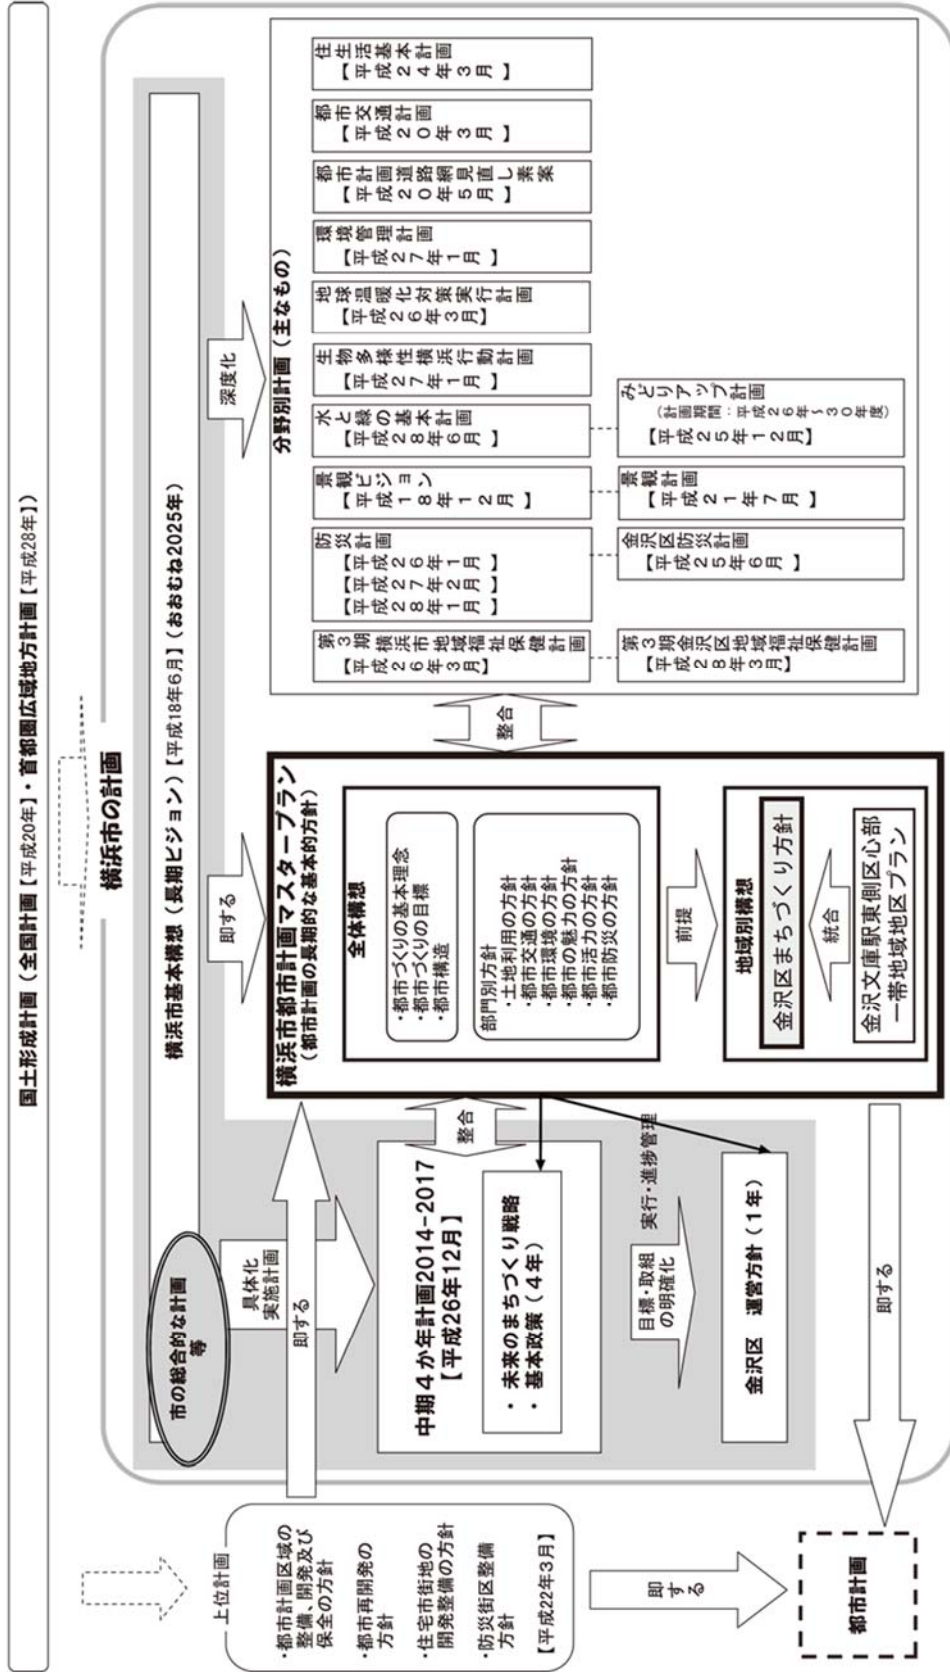 国土形成計画（全国計画【平成20年】・首都圏広域地方計画【平成28年】）
横浜市の計画
横浜市基本構想（長期ビジョン）【平成18年6月】（おおむね2025年）
市の総合的な計画
等
上位計画
・都市計画区域の
整備、開発及び
保全の方針
・都市再開発の
方針
・住宅市街地の
開発整備の方針
・防災街区整備
方針
【平成22年3月】
具体化
実施計画
即する
即する
深度化
中期４か年計画2014-2017
【平成26年12月】
・ 未来のまちづくり戦略
・ 基本政策（４年）
目標・取組
の明確化
実行・進捗管理
金沢区　運営方針（１年）
整合
横浜市都市計画マスタープラン
（都市計画の長期的な基本的方針）
全体構想
・都市づくりの基本理念
・都市づくりの目標
・都市構造
部門別方針
・土地利用の方針
・都市交通の方針
・都市環境の方針
・都市の魅力の方針
・都市活力の方針
・都市防災の方針
前提
地域別構想
金沢区まちづくり方針
統合
金沢文庫駅東側区心部
一帯地域地区プラン
整合
分野別計画（主なもの）
第３期横浜市地域福祉保健計画
【平成２６年３月】
防災計画
【平成２６年１月】
【平成２７年２月】
【平成２８年１月】
景観ビジョン
【平成１８年１２月】
水と緑の基本計画
【平成２８年６月】
生物多様性横浜行動計画
【平成２７年１月】
地球温暖化対策実行計画
【平成２６年３月】
環境管理計画
【平成２７年１月】
都市計画道路網見直し素案
【平成２０年５月】
都市交通計画
【平成２０年３月】
住生活基本計画
【平成２４年３月】
第３期金沢区地域福祉保健計画
【平成２８年３月】
金沢区防災計画
【平成２５年６月】
景観計画
【平成２１年７月】
みどりアップ計画
（計画期間：平成２６年～３０年度）
【平成２５年１２月】
即する
即する
都市計画